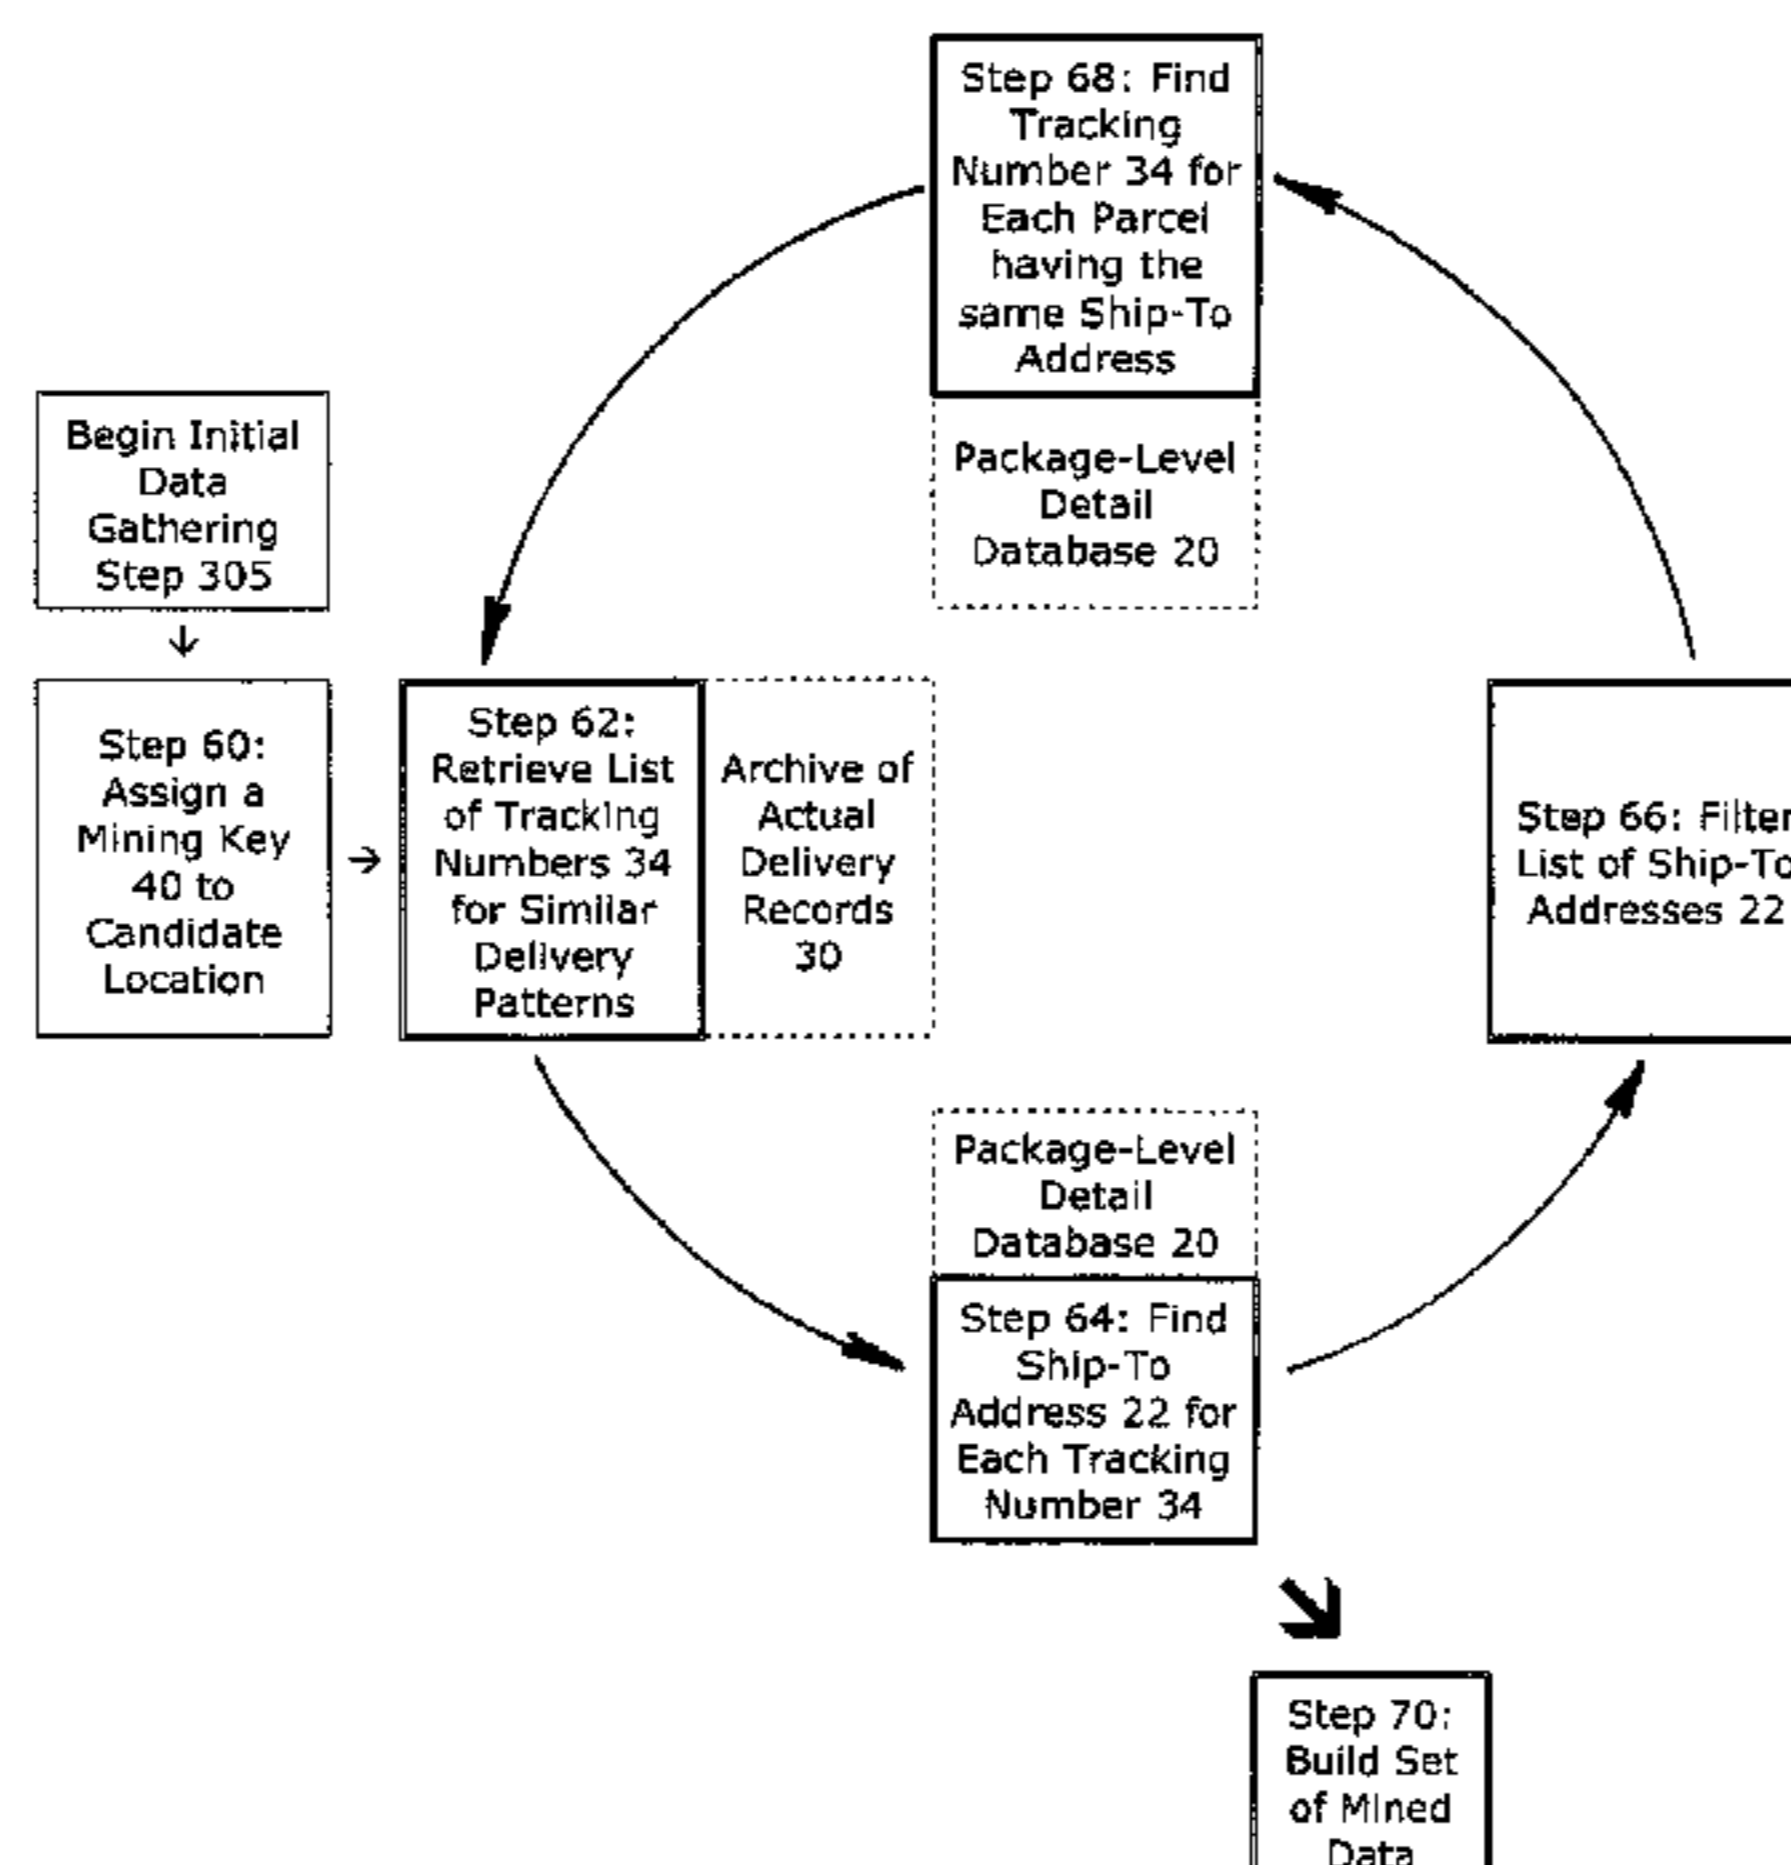 Step 68: Find
Tracking
Number 34 for
Each Parcel
having the
same Ship-To
Address
Package-Level
Detail
Database 20
Begin Initial
Data
Gathering
Step 305
Step 60:
Assign a
Mining Key
40 to
Candidate
Location
Step 62:
Retrieve List
of Tracking
Numbers 34
for Similar
Delivery
Patterns
Archive of
Actual
Delivery
Records
30
Step 66: Filter
List of Ship-To
Addresses 22
Package-Level
Detail
Database 20
Step 64: Find
Ship-To
Address 22 for
Each Tracking
Number 34
Step 70:
Build Set
of Mined
Data